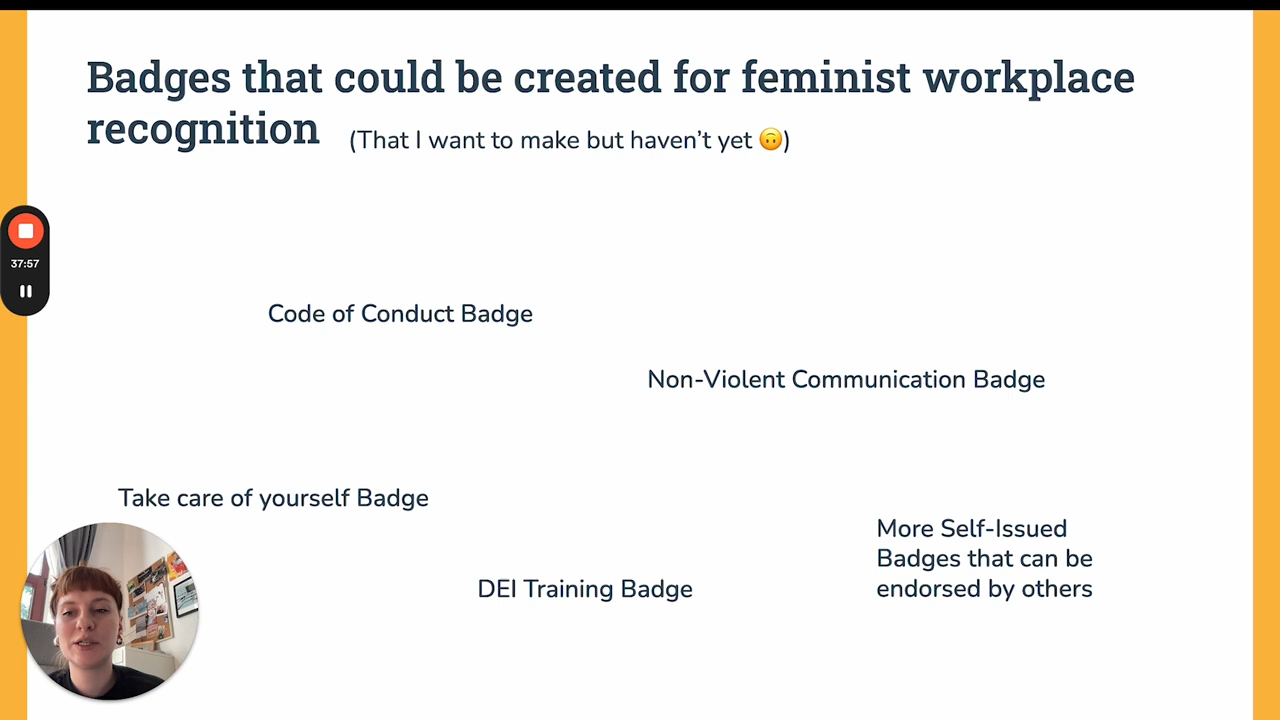 Badges that could be created for feminist workplace
recognition (That I want to make but haven’t yet 🙃)
37:57
Code of Conduct Badge
Non-Violent Communication Badge
Take care of yourself Badge
More Self-Issued
Badges that can be
endorsed by others
DEI Training Badge